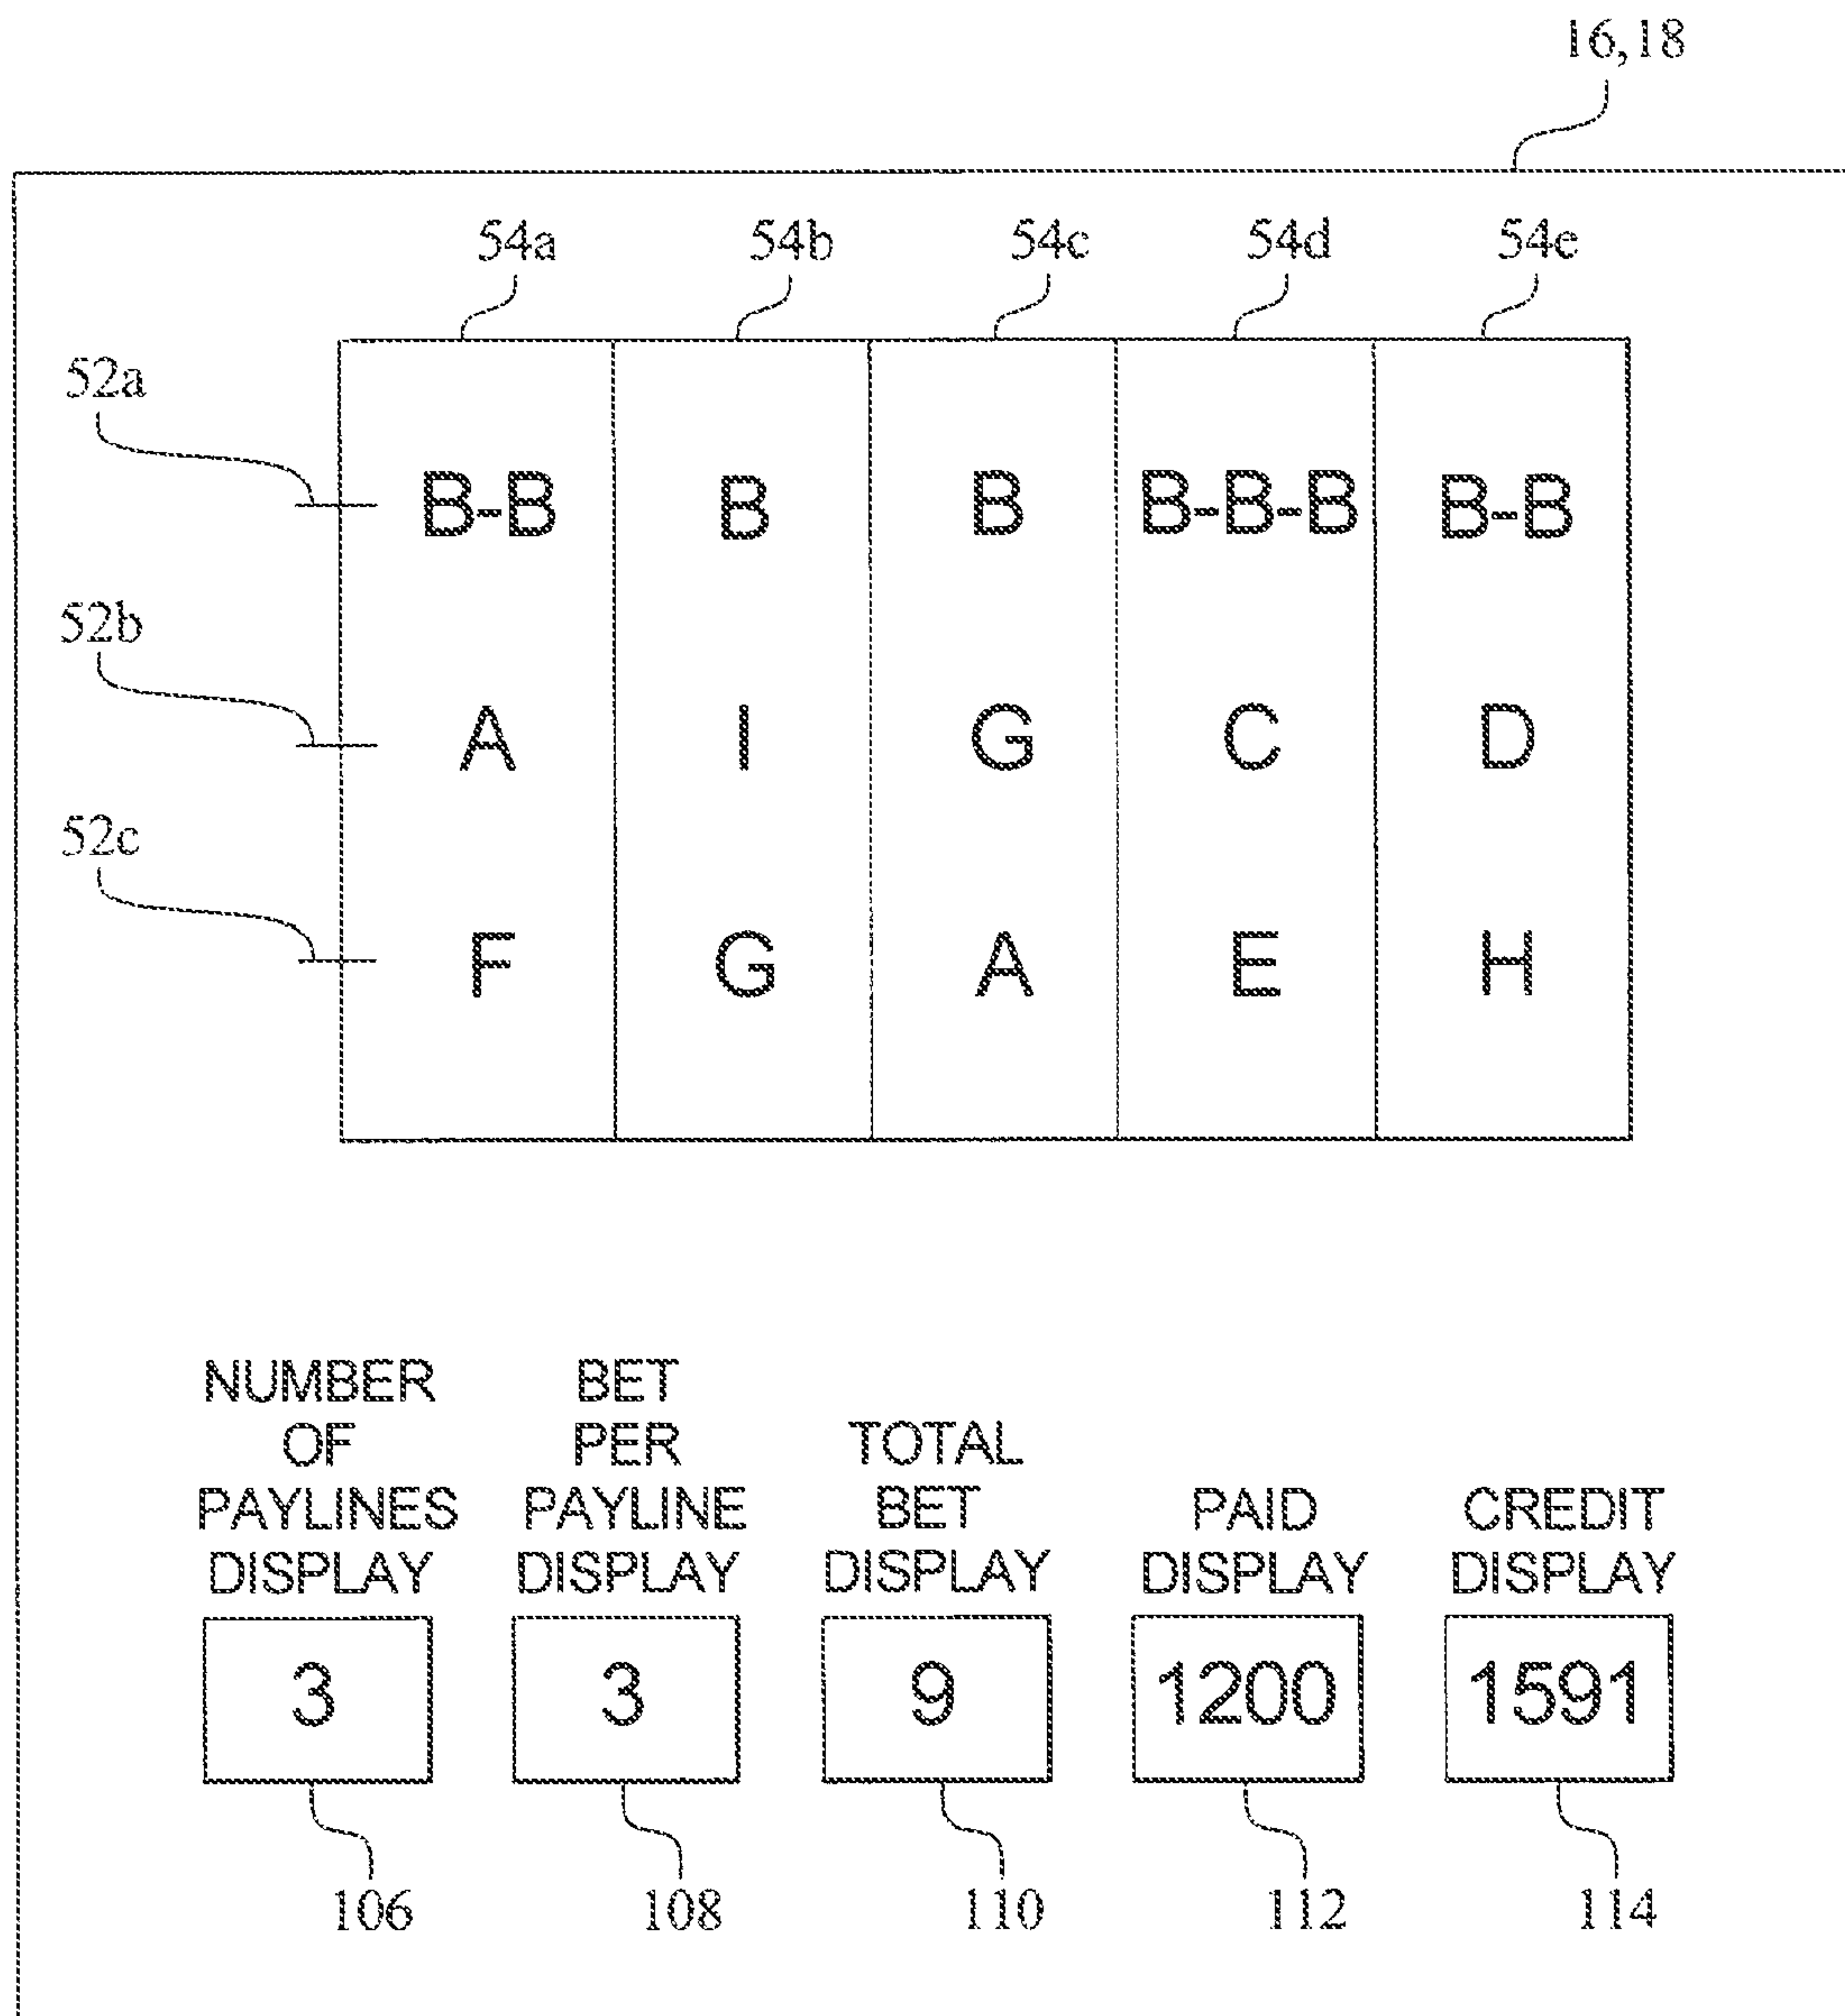 16,18
54a 54b 54c 54d 54e
52a
B-B B B B-B-B B-B
52b
A I G C D
52c
F G A E H
NUMBER OF PAYLINES DISPLAY
BET PER PAYLINE DISPLAY
TOTAL BET DISPLAY
PAID DISPLAY
CREDIT DISPLAY
3 3 9 1200 1591
106 108 110 112 114